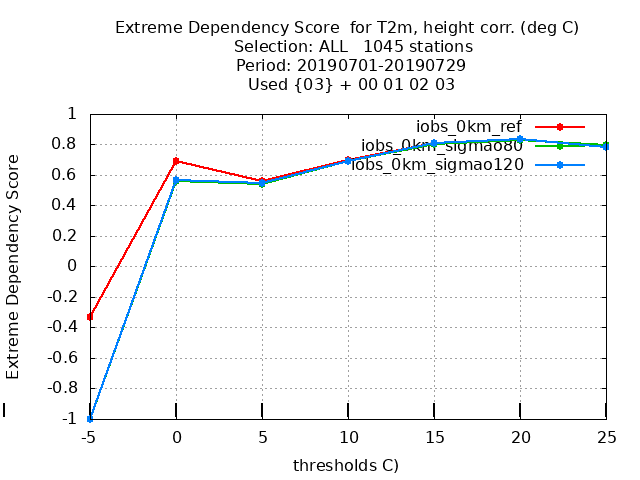 Extreme Dependency Score  for T2m, height corr. (deg C)
Selection: ALL   1045 stations
Period: 20190701-20190729
Used {03} + 00 01 02 03
iobs_0km_ref
iobs_0km_sigmao80
iobs_0km_sigmao120
Extreme Dependency Score
1
0.8
0.6
0.4
0.2
0
-0.2
-0.4
-0.6
-0.8
-1
-5
0
5
10
15
20
25
thresholds C)